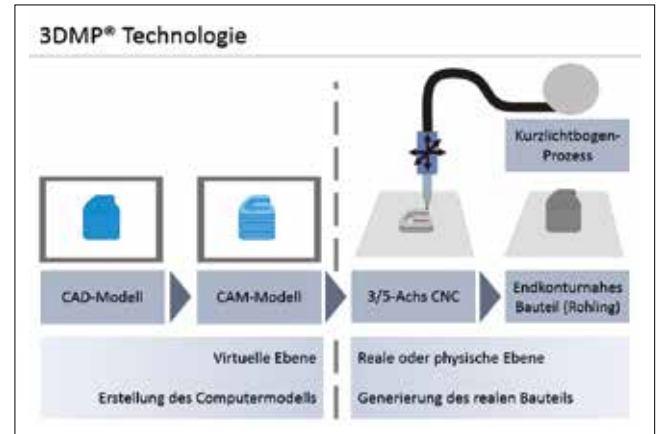 3DMP® Technologie
Kurzlichtbogen-
Prozess
CAD-Modell
CAM-Modell
3/5-Achs CNC
Endkonturnahes
Bauteil (Rohling)
Virtuelle Ebene
Reale oder physische Ebene
Erstellung des Computermodells
Generierung des realen Bauteils